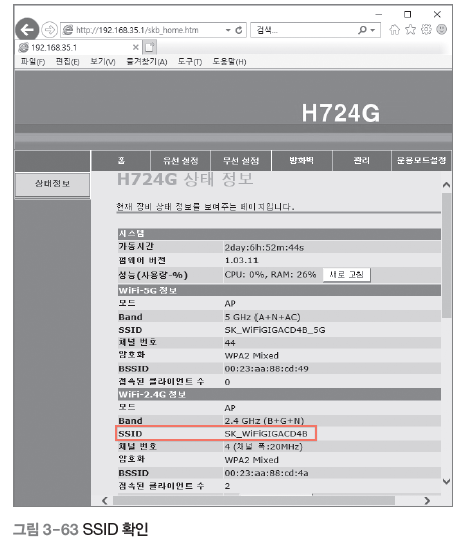 http://192.168.35.1/skb_home.htm
검색...
192.168.35.1
파일(F) 편집(E) 보기(V) 즐겨찾기(A) 도구(T) 도움말(H)
H724G
홈 유선 설정 무선 설정 방화벽 관리 운용모드설정
상태정보
H724G 상태 정보
현재 장비 상태 정보를 보여주는 페이지입니다.
시스템
가동시간 2day:6h:52m:44s
펌웨어 버전 1.03.11
성능(사용량-%) CPU: 0%, RAM: 26% 새로 고침
WiFi-5G 정보
모드 AP
Band 5 GHz (A+N+AC)
SSID SK_WiFiGIGACD4B_5G
채널 번호 44
암호화 WPA2 Mixed
BSSID 00:23:aa:88:cd:49
접속된 클라이언트 수 0
WiFi-2.4G 정보
모드 AP
Band 2.4 GHz (B+G+N)
SSID SK_WiFiGIGACD4B
채널 번호 4 (채널 폭:20MHz)
암호화 WPA2 Mixed
BSSID 00:23:aa:88:cd:4a
접속된 클라이언트 수 2
그림 3-63 SSID 확인